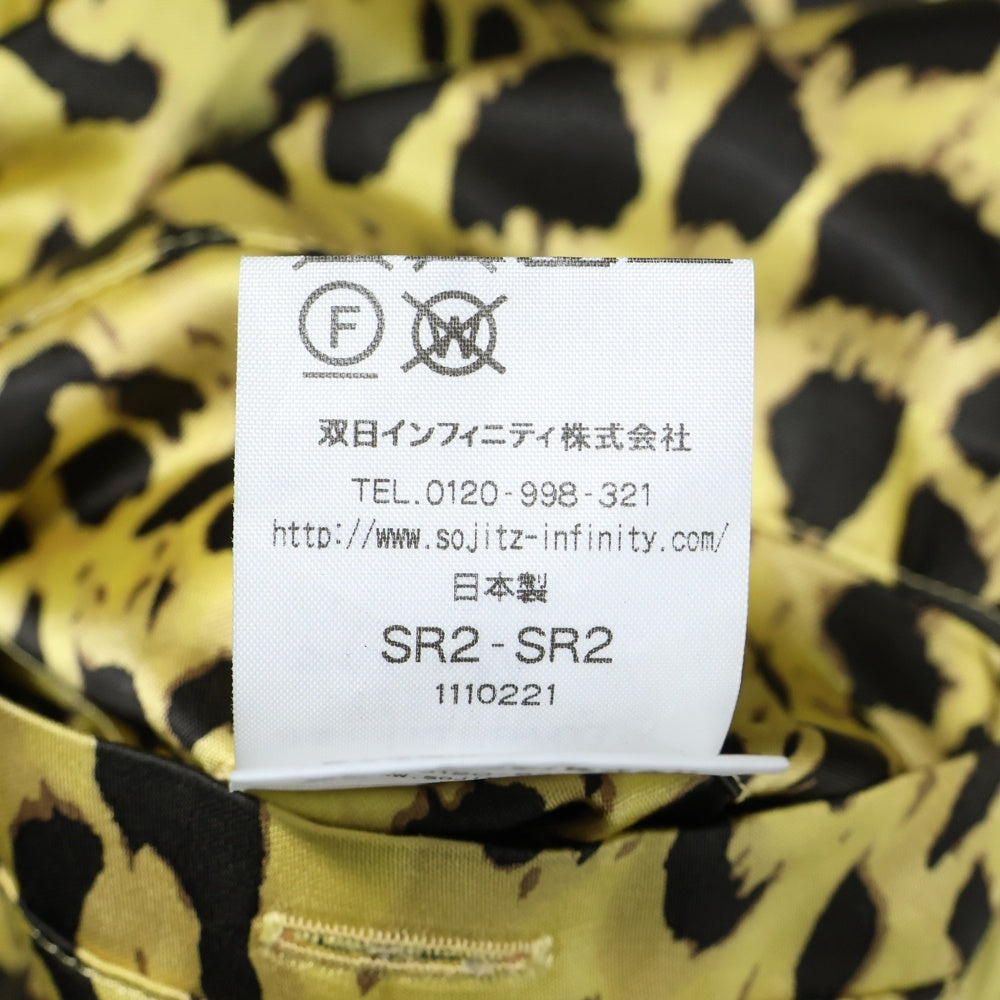 F
W
双日インフィニティ株式会社
TEL.0120-998-321
http://www.sojitz-infinity.com/
日本製
SR2-SR2
1110221